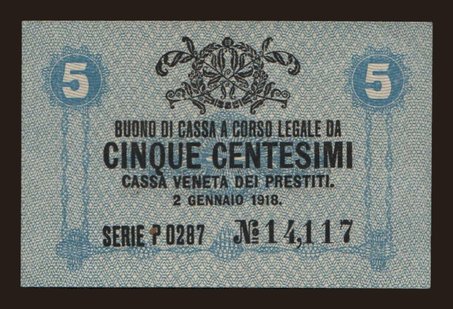 5 5
BUONO DI CASSA A CORSO LEGALE DA
CINQUE CENTESIMI
CASSA VENETA DEI PRESTITI.
2 GENNAIO 1918.
SERIE P 0287 No 14,117